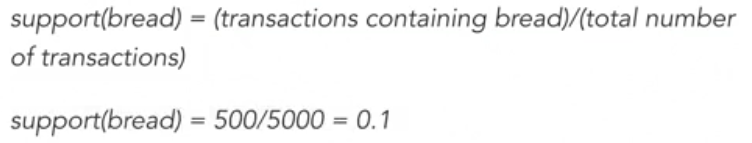 support(bread) = (transactions containing bread)/(total number
of transactions)
support(bread) = 500/5000 = 0.1